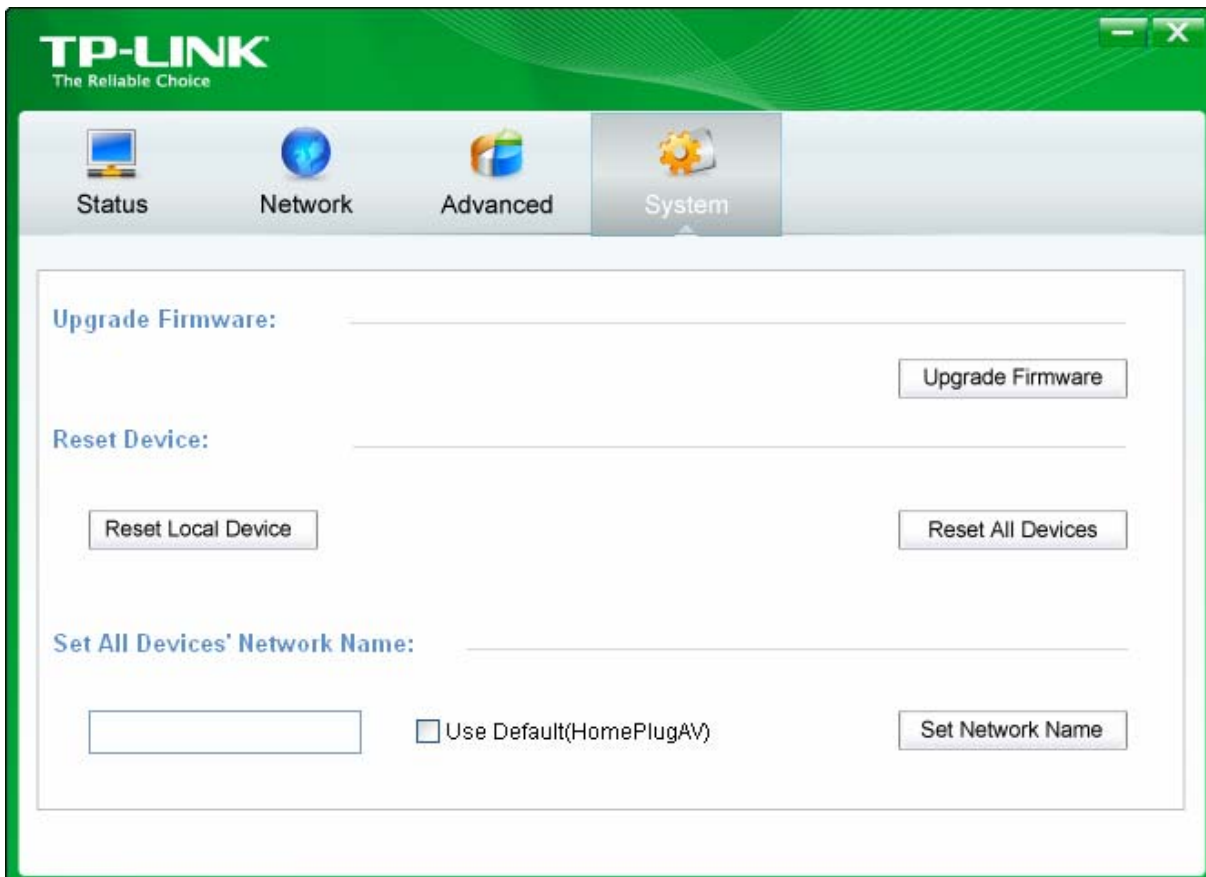 TP-LINK
The Reliable Choice
Status Network Advanced System
Upgrade Firmware:
Upgrade Firmware
Reset Device:
Reset Local Device Reset All Devices
Set All Devices' Network Name:
Use Default(HomePlugAV) Set Network Name